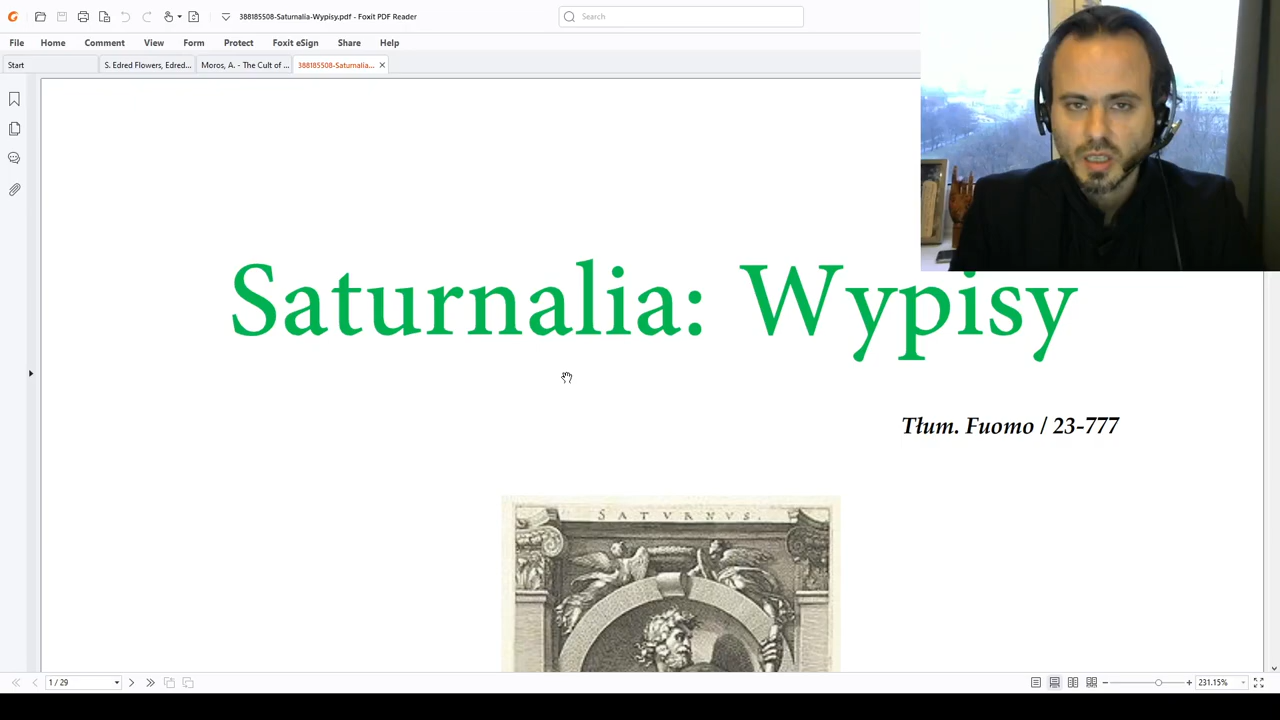 388185508-Saturnalia-Wypisy.pdf - Foxit PDF Reader
Search
File Home Comment View Form Protect Foxit eSign Share Help
Start S. Edred Flowers, Edred... Moros, A. - The Cult of ... 388185508-Saturnalia...
Saturnalia: Wypisy
Tłum. Fuomo / 23-777
SATVRNVS.
1 / 29
231.15%